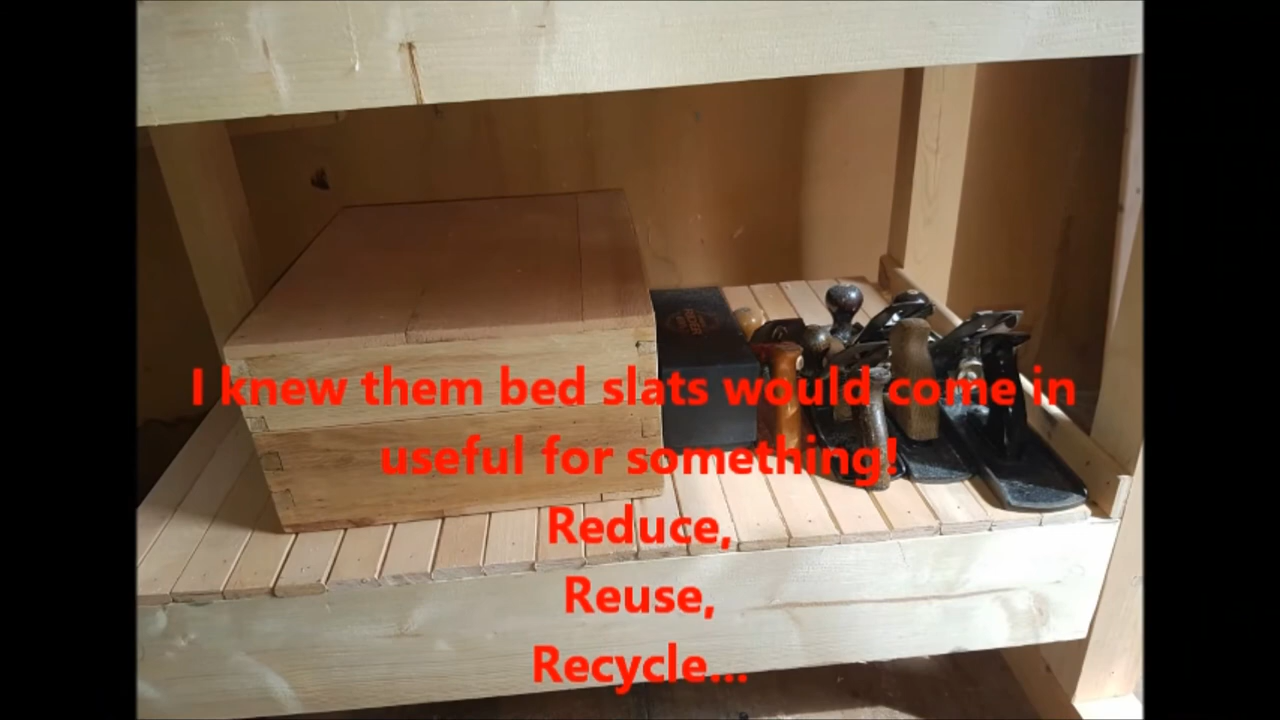 I knew them bed slats would come in
useful for something!
Reduce,
Reuse,
Recycle...